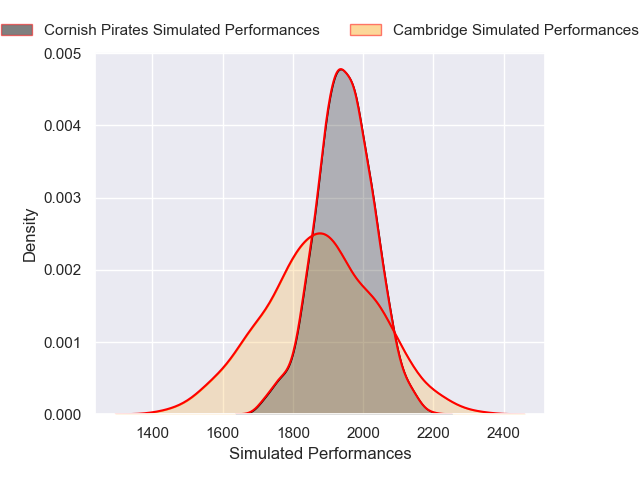 Cornish Pirates Simulated Performances
Cambridge Simulated Performances
0.005
0.004
0.003
0.002
0.001
0.000
Density
1400 1600 1800 2000 2200 2400
Simulated Performances